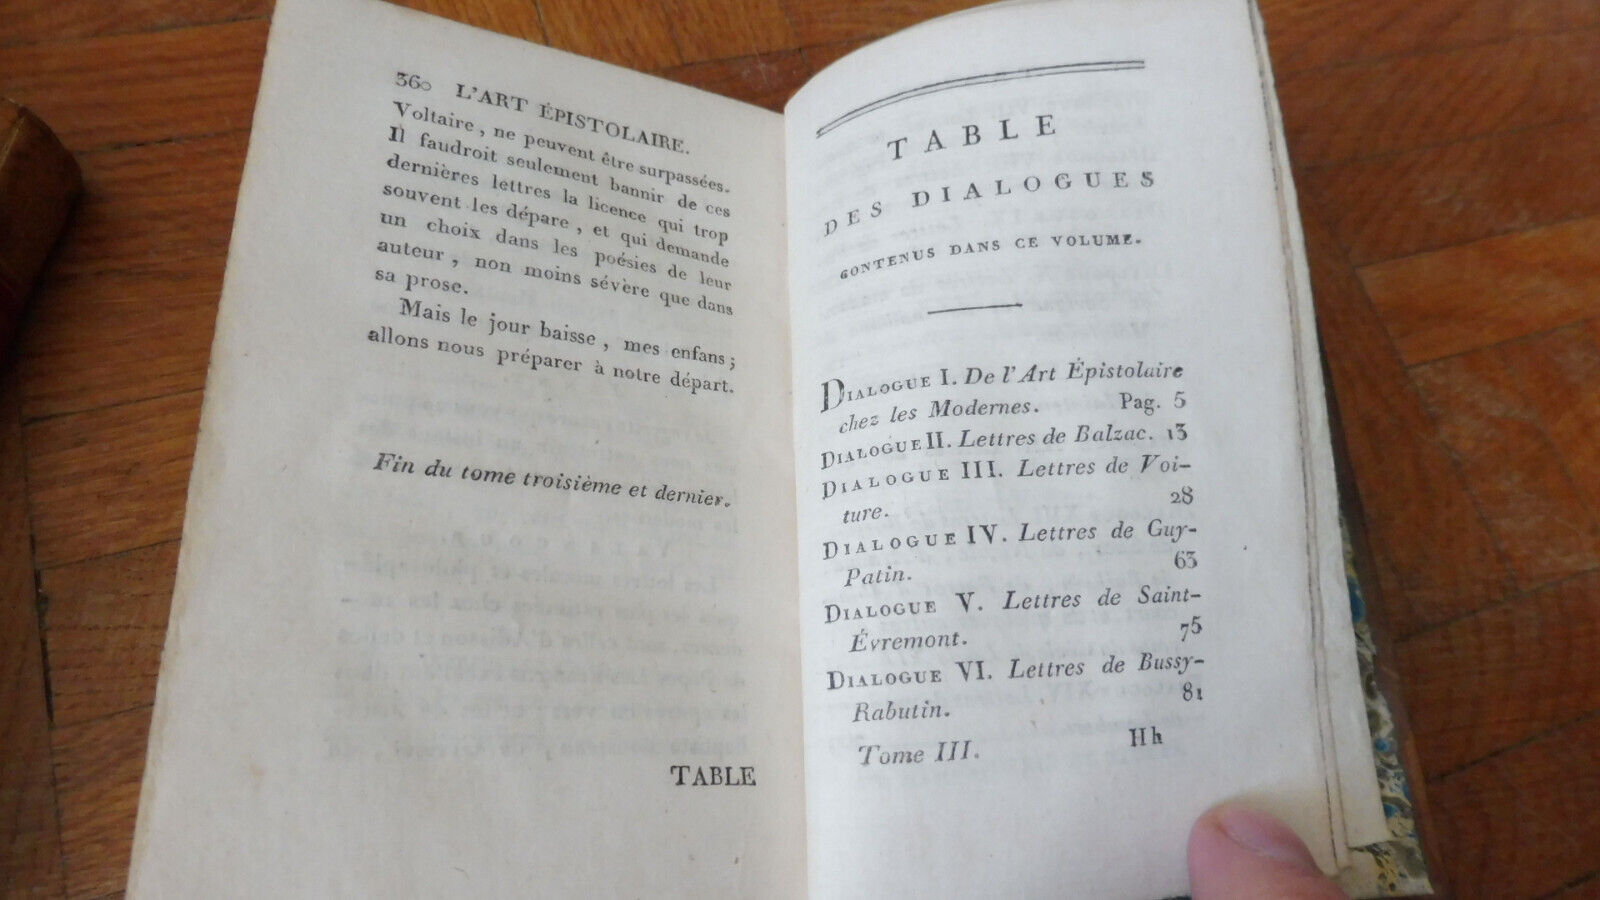 360 L'ART ÉPISTOLAIRE.
Voltaire, ne peuvent être surpassées.
Il faudroit seulement bannir de ces
dernières lettres la licence qui trop
souvent les dépare, et qui demande
un choix dans les poésies de leur
auteur, non moins sévère que dans
sa prose.
Mais le jour baisse, mes enfans;
allons nous préparer à notre départ.
Fin du tome troisième et dernier.
TABLE
TABLE
DES DIALOGUES
CONTENUS DANS CE VOLUME.
DIALOGUE I. De l'Art Épistolaire
chez les Modernes. Pag. 5
DIALOGUE II. Lettres de Balzac. 13
DIALOGUE III. Lettres de Voi-
ture. 28
DIALOGUE IV. Lettres de Guy-
Patin. 63
DIALOGUE V. Lettres de Saint-
Évremont. 75
DIALOGUE VI. Lettres de Bussy-
Rabutin. 81
Tome III. Hh